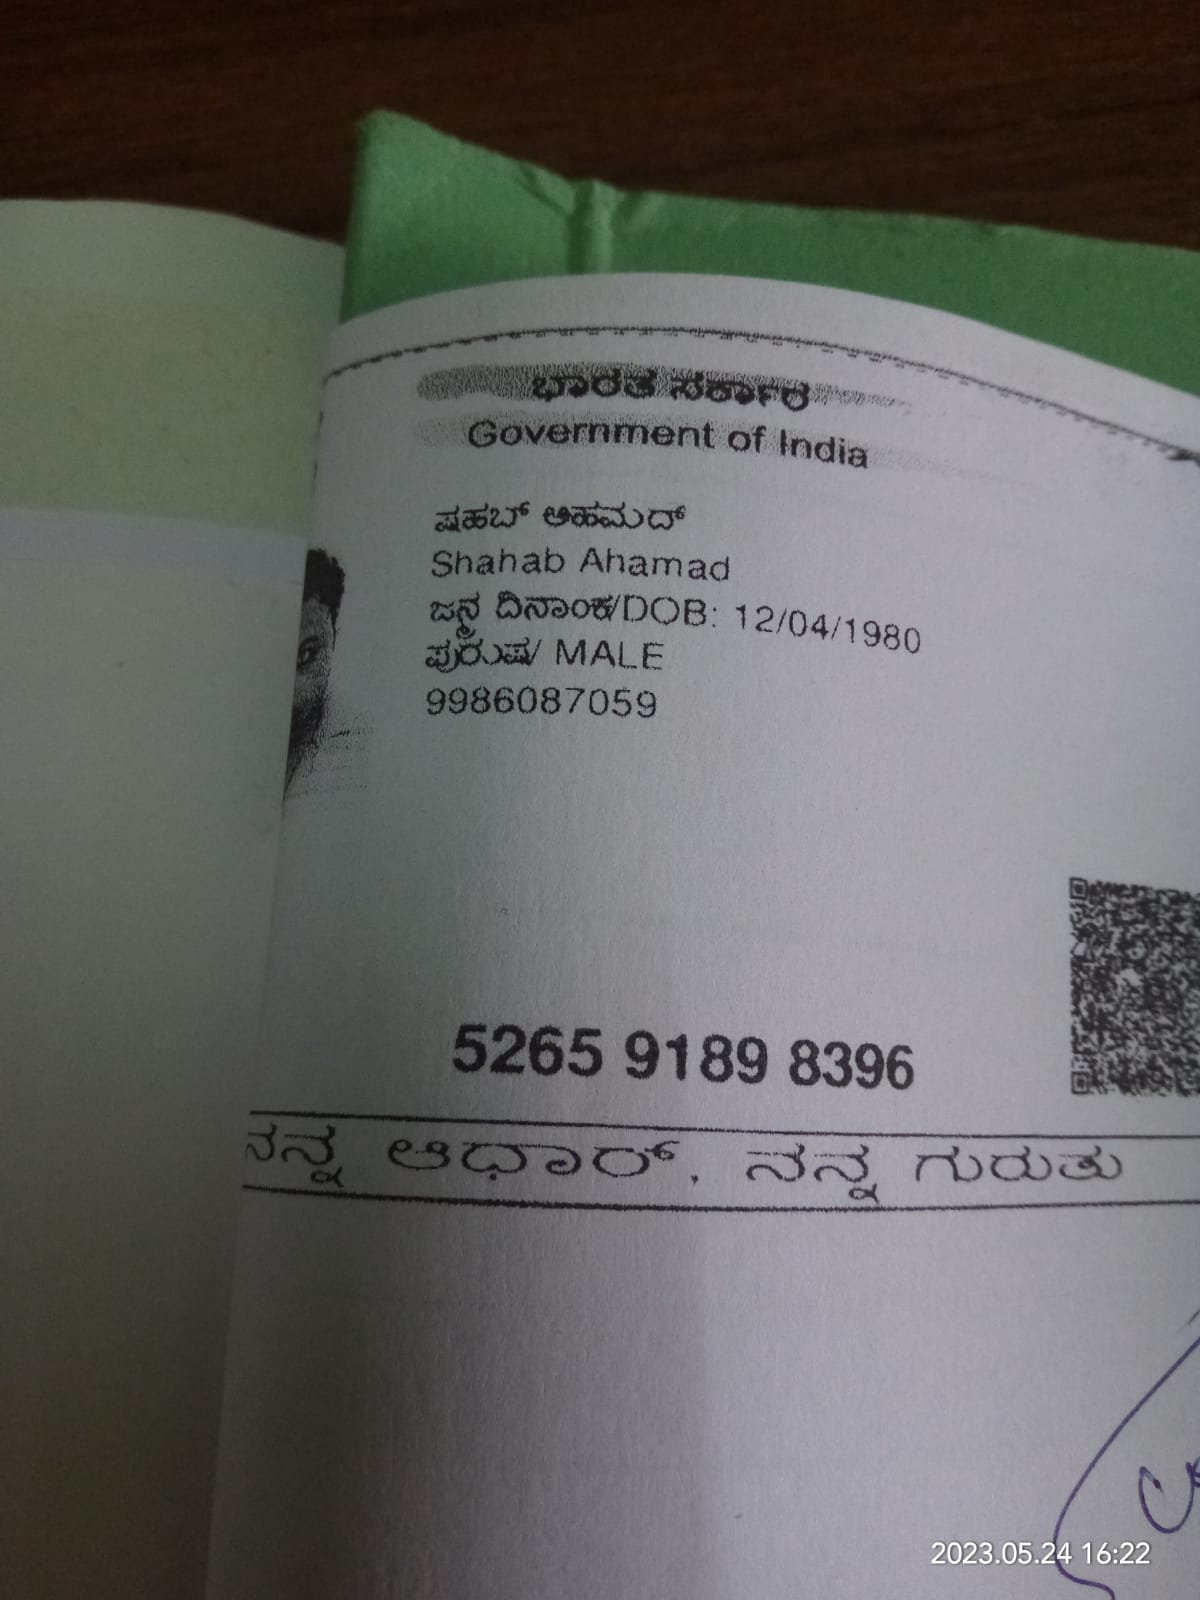 ಭಾರತ ಸರ್ಕಾರ
Government of India
ಷಹಬ್ ಆಹಮದ್
Shahab Ahamad
ಜನ್ಮ ದಿನಾಂಕ/DOB: 12/04/1980
ಪುರುಷ/ MALE
9986087059
5265 9189 8396
ನನ್ನ ಆಧಾರ್, ನನ್ನ ಗುರುತು
2023.05.24 16:22